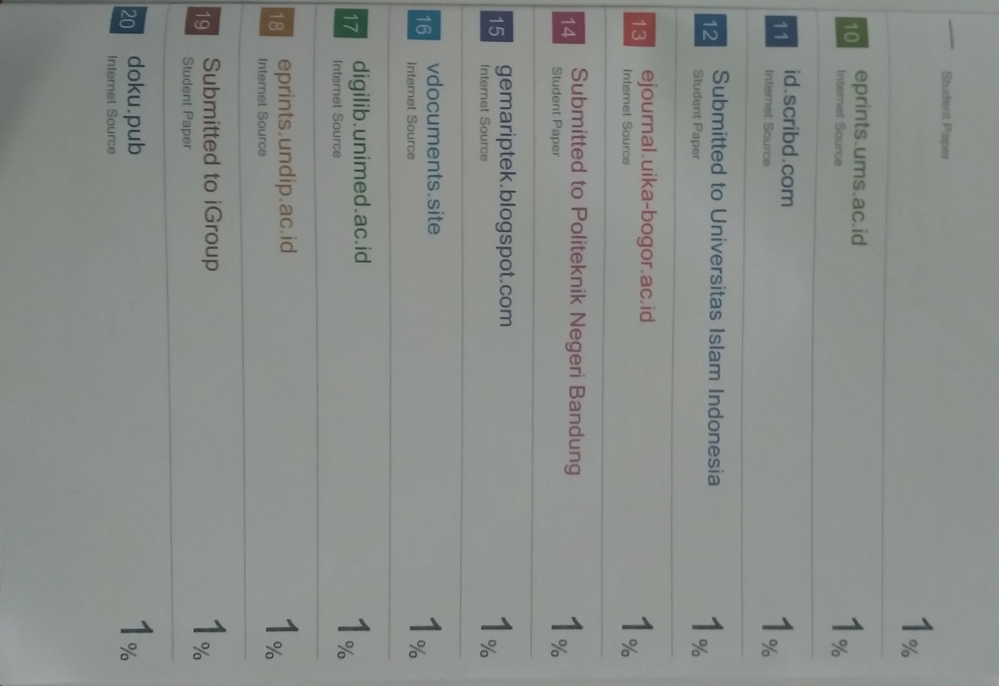 Student Paper
1%
10 eprints.ums.ac.id 1%
Internet Source
11 id.scribd.com 1%
Internet Source
12 Submitted to Universitas Islam Indonesia 1%
Student Paper
13 ejournal.uika-bogor.ac.id 1%
Internet Source
14 Submitted to Politeknik Negeri Bandung 1%
Student Paper
15 gemariptek.blogspot.com 1%
Internet Source
16 vdocuments.site 1%
Internet Source
17 digilib.unimed.ac.id 1%
Internet Source
18 eprints.undip.ac.id 1%
Internet Source
19 Submitted to iGroup 1%
Student Paper
20 doku.pub 1%
Internet Source